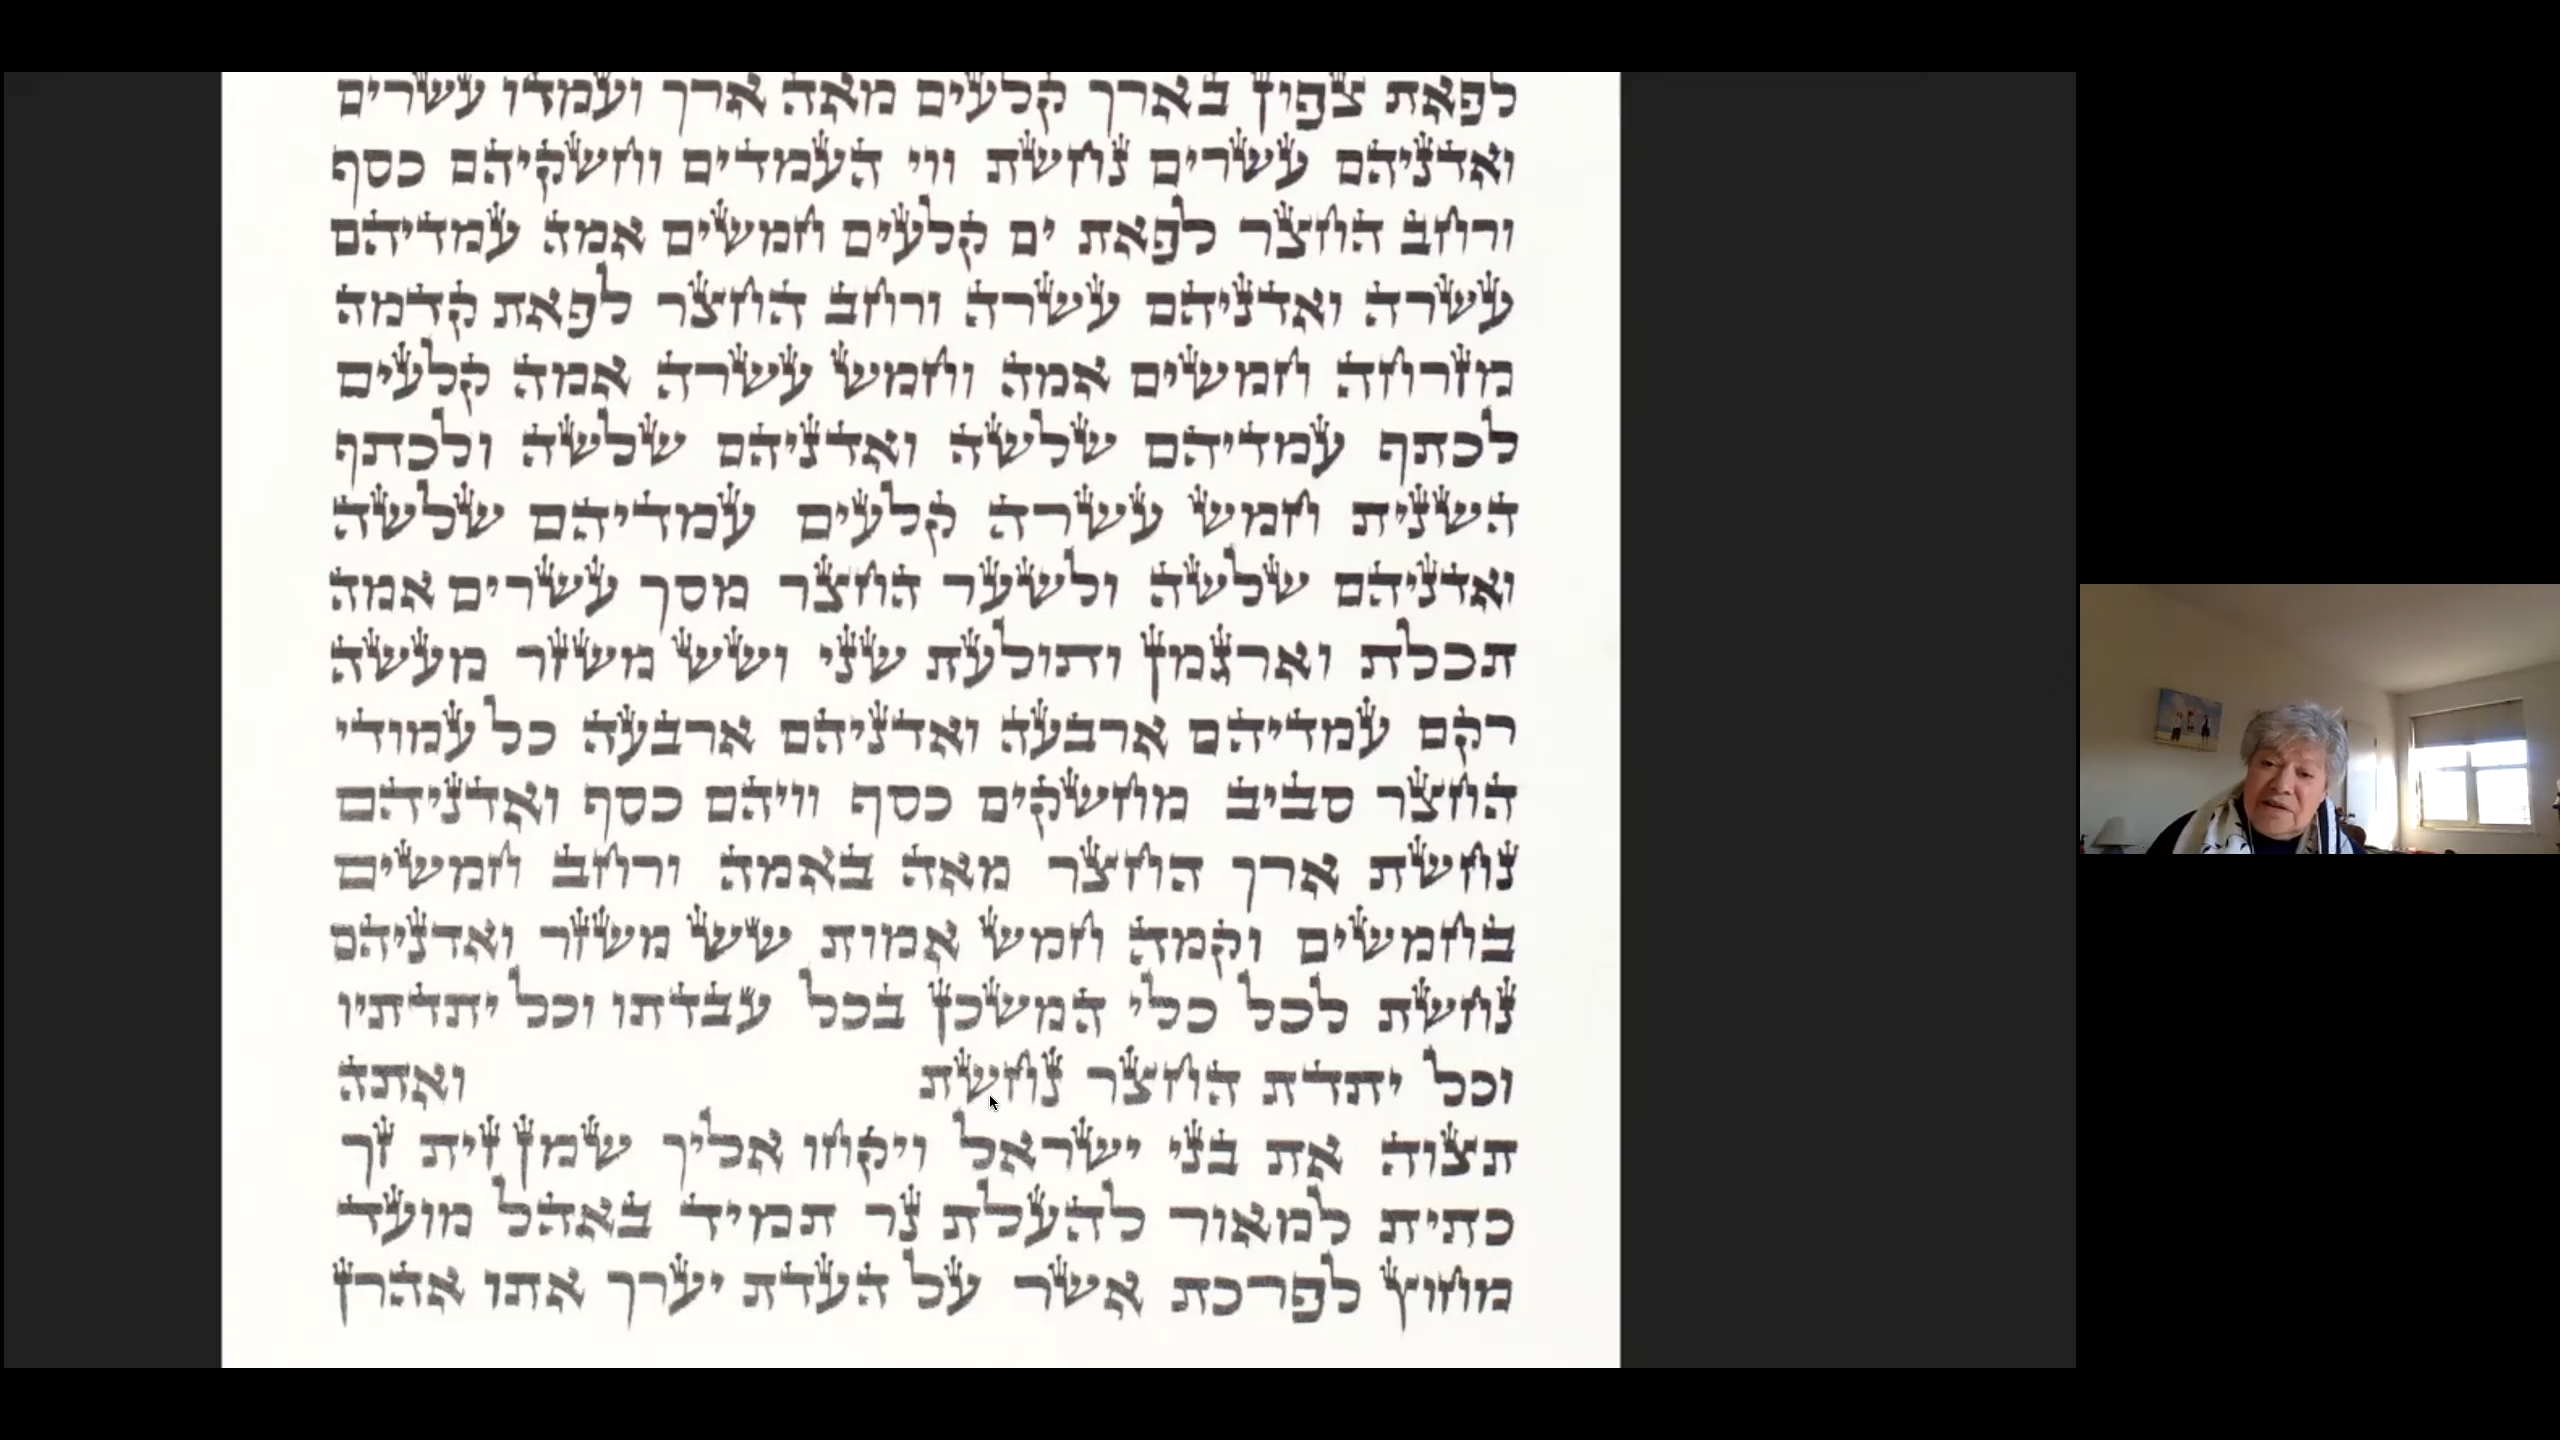 לפאת צפון בארך קלעים מאה ארך ועמדו עשרים
ואדניהם עשרים נחשת ווי העמדים וחשקיהם כסף
ורחב החצר לפאת ים קלעים חמשים אמה עמדיהם
עשרה ואדניהם עשרה ורחב החצר לפאת קדמה
מזרחה חמשים אמה וחמש עשרה אמה קלעים
לכתף עמדיהם שלשה ואדניהם שלשה ולכתף
השנית חמש עשרה קלעים עמדיהם שלשה
ואדניהם שלשה ולשער החצר מסך עשרים אמה
תכלת וארגמן ותולעת שני ושש משזר מעשה
רקם עמדיהם ארבעה ואדניהם ארבעה כל עמודי
החצר סביב מחשקים כסף וויהם כסף ואדניהם
נחשת ארך החצר מאה באמה ורחב חמשים
בחמשים וקמה חמש אמות שש משזר ואדניהם
נחשת לכל כלי המשכן בכל עבדתו וכל יתדתיו
וכל יתדת החצר נחשת ואתה
תצוה את בני ישראל ויקחו אליך שמן זית זך
כתית למאור להעלת נר תמיד באהל מועד
מחוץ לפרכת אשר על העדת יערך אתו אהרן